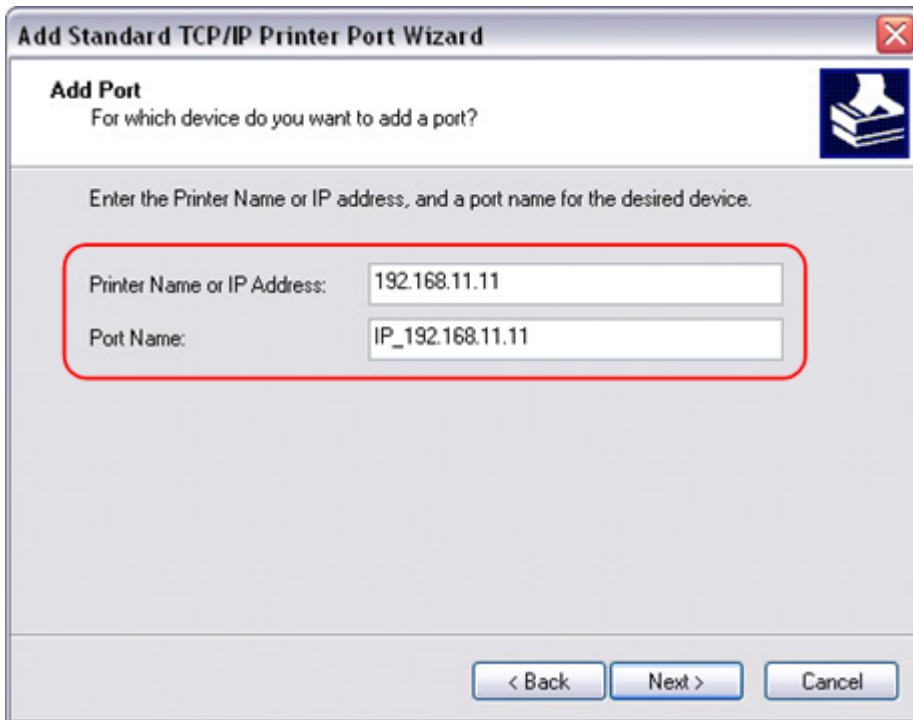 Add Standard TCP/IP Printer Port Wizard
Add Port
For which device do you want to add a port?
Enter the Printer Name or IP address, and a port name for the desired device.
Printer Name or IP Address: 192.168.11.11
Port Name: IP_192.168.11.11
< Back Next > Cancel